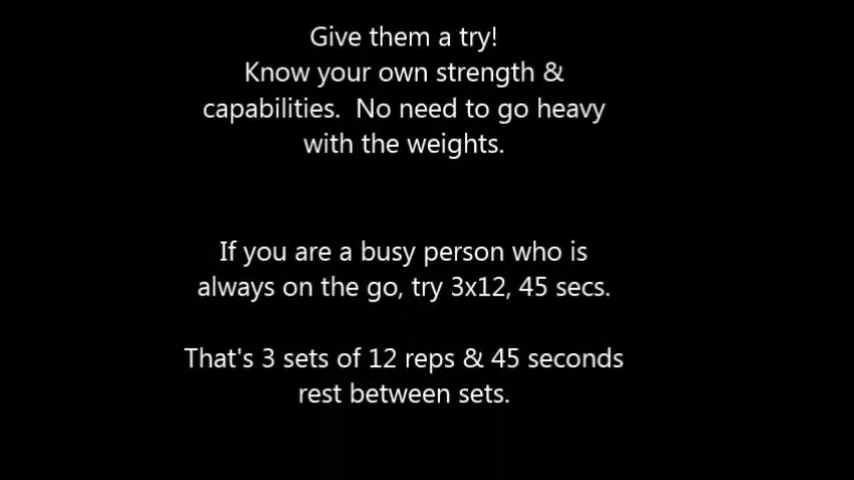 Give them a try!
Know your own strength &
capabilities.  No need to go heavy
with the weights.
If you are a busy person who is
always on the go, try 3x12, 45 secs.
That's 3 sets of 12 reps & 45 seconds
rest between sets.